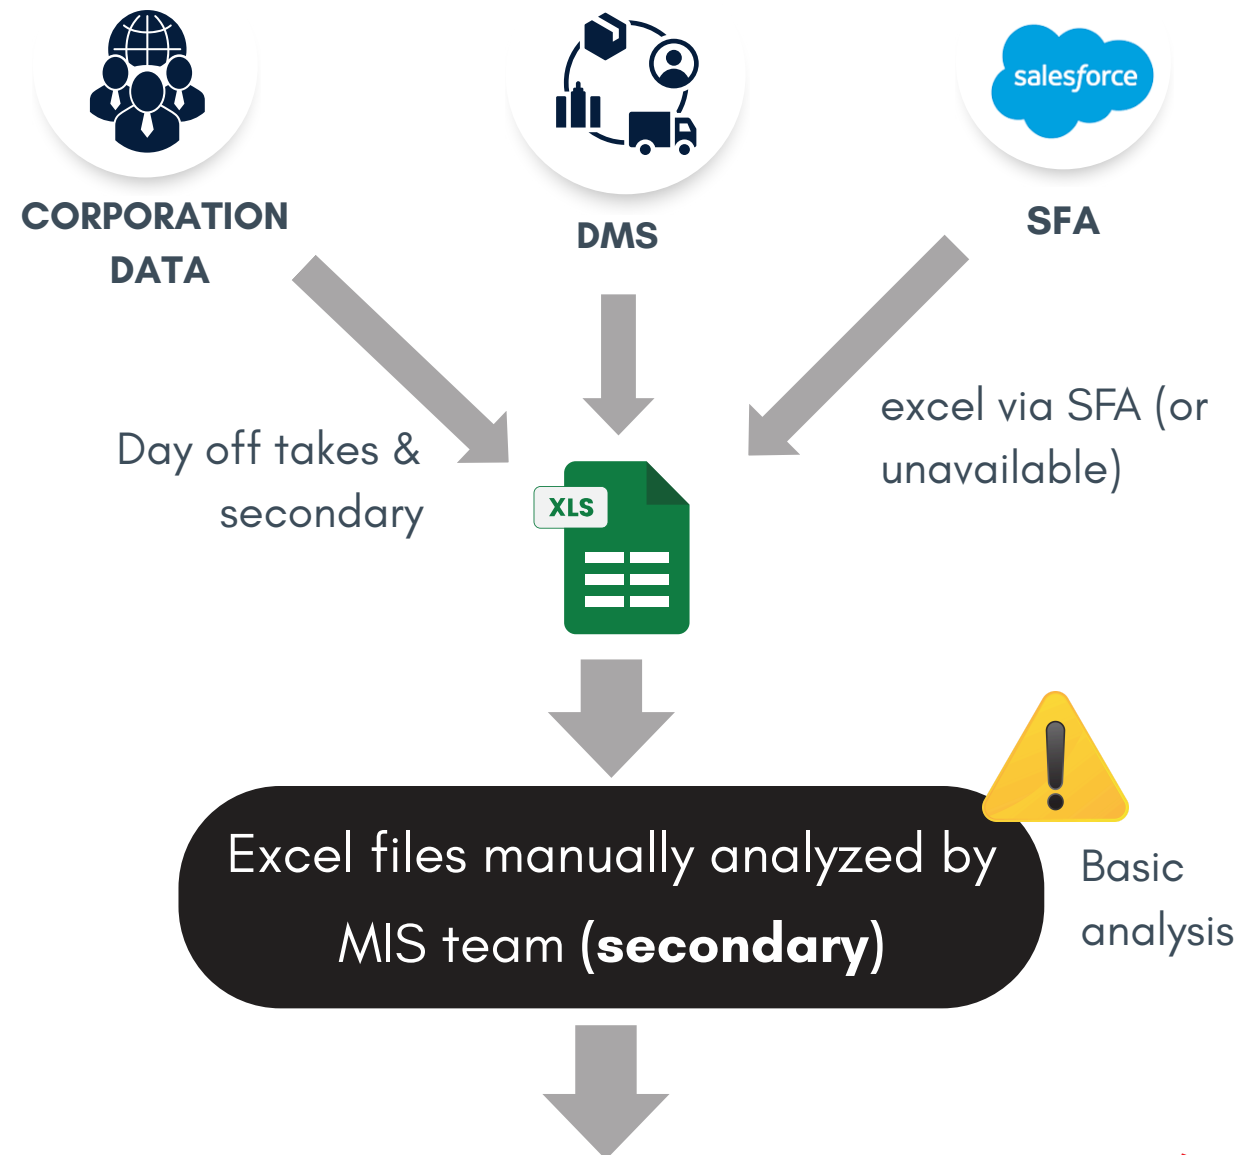 salesforce
CORPORATION
DATA
DMS
SFA
Day off takes &
secondary
excel via SFA (or
unavailable)
XLS
Excel files manually analyzed by
MIS team (secondary)
Basic
analysis